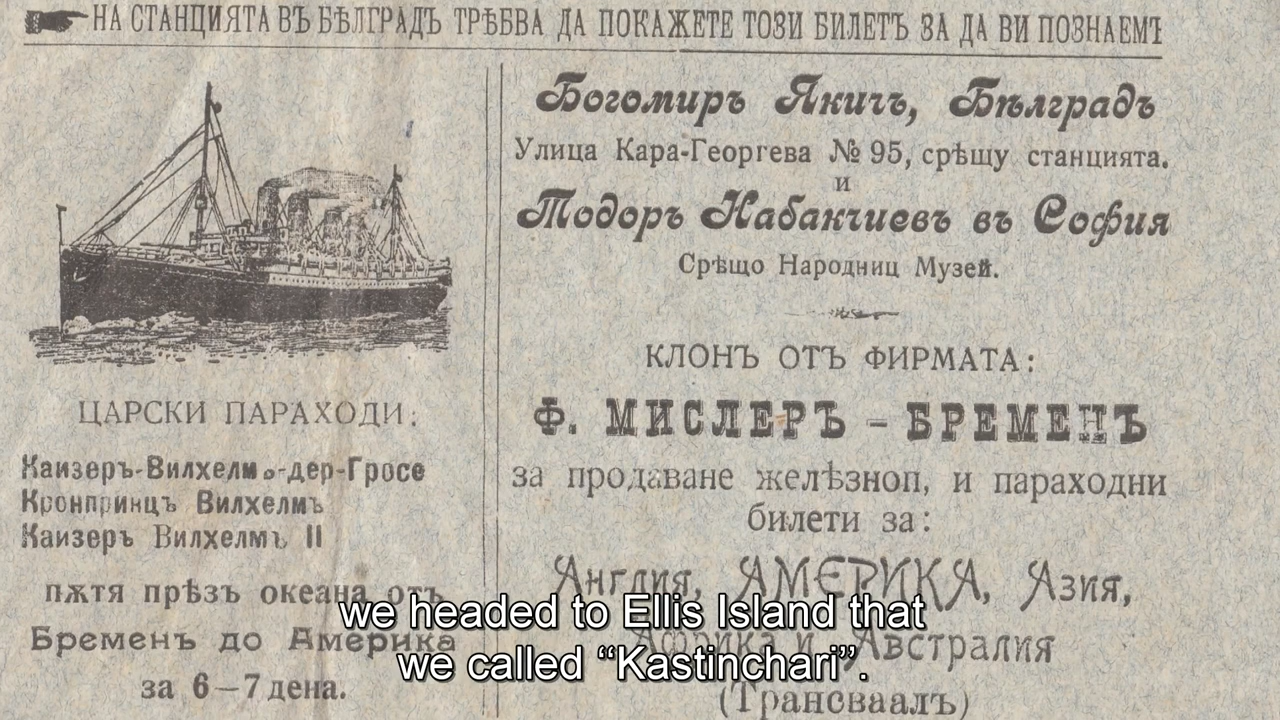 НА СТАНЦИЯТА ВЪ БѢЛГРАДЪ ТРѢБВА ДА ПОКАЖЕТЕ ТОЗИ БИЛЕТЪ ЗА ДА ВИ ПОЗНАЕМЪ
ЦАРСКИ ПАРАХОДИ:
Каизеръ-Вилхелм о-дер-Гросе
Кронпринцъ Вилхелмъ
Каизеръ Вилхелмъ II
пѫтя прѣзъ океана отъ
Бременъ до Америка
за 6—7 дена.
Богомиръ Якичъ, Бѣлградъ
Улица Кара-Георгева № 95, срѣщу станцията.
и
Тодоръ Набакчиевъ въ София
Срѣщо Народниц Музей.
КЛОНЪ ОТЪ ФИРМАТА:
Ф. МИСЛЕРЪ – БРЕМЕНЪ
за продаване желѣзноп, и параходни
билети за:
Англия, АМЕРИКА, Азия,
Африка и Австралия
(Трансваалъ)
we headed to Ellis Island that
we called “Kastinchari”.